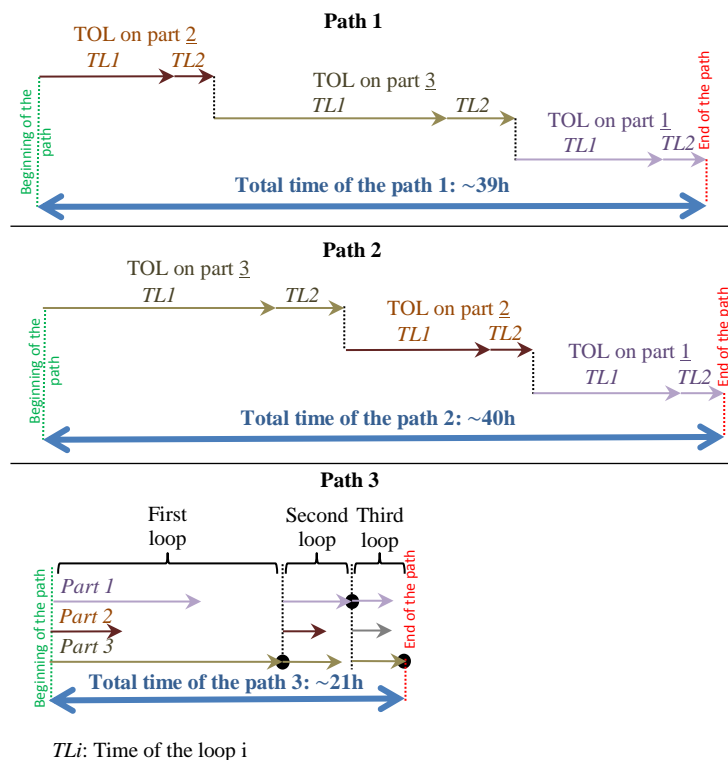 Path 1
TOL on part 2
TL1 TL2
TOL on part 3
TL1 TL2
TOL on part 1
TL1 TL2
Beginning of the
path
End of the path
Total time of the path 1: ~39h
Path 2
TOL on part 3
TL1 TL2
TOL on part 2
TL1 TL2
TOL on part 1
TL1 TL2
Beginning of the
path
End of the path
Total time of the path 2: ~40h
Path 3
First
loop
Second
loop
Third
loop
Part 1
Part 2
Part 3
Beginning of the path
End of the path
Total time of the path 3: ~21h
TLi: Time of the loop i